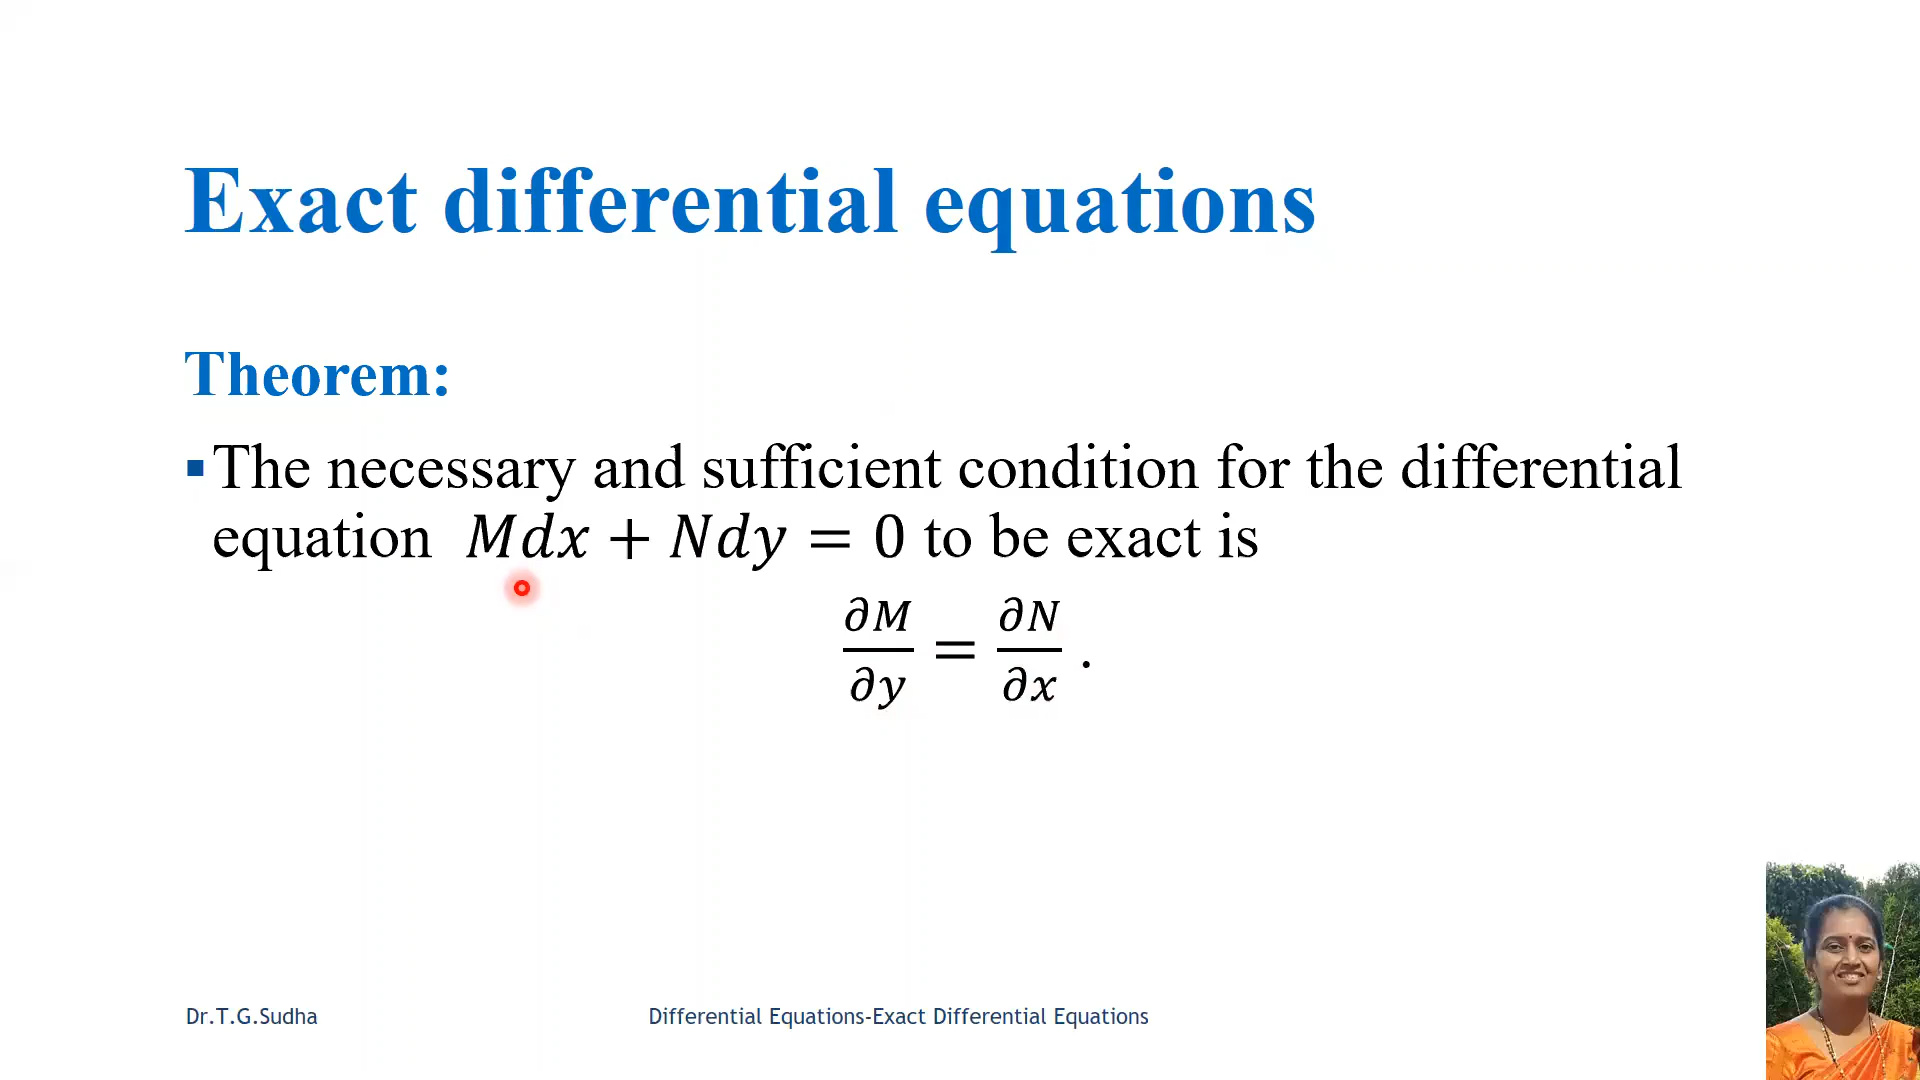 Exact differential equations
Theorem:
▪The necessary and sufficient condition for the differential
equation 𝑀𝑑𝑥 + 𝑁𝑑𝑦 = 0 to be exact is
∂𝑀/∂𝑦 = ∂𝑁/∂𝑥 .
Dr.T.G.Sudha
Differential Equations-Exact Differential Equations